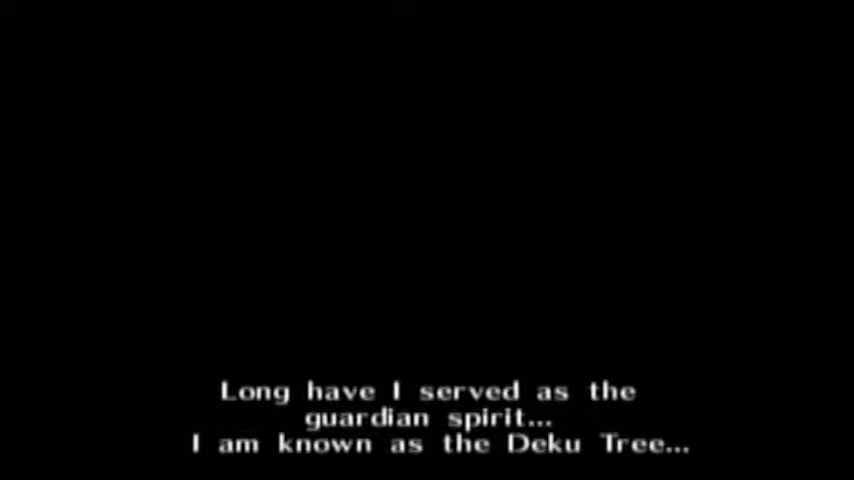 Long have I served as the
guardian spirit...
I am known as the Deku Tree...